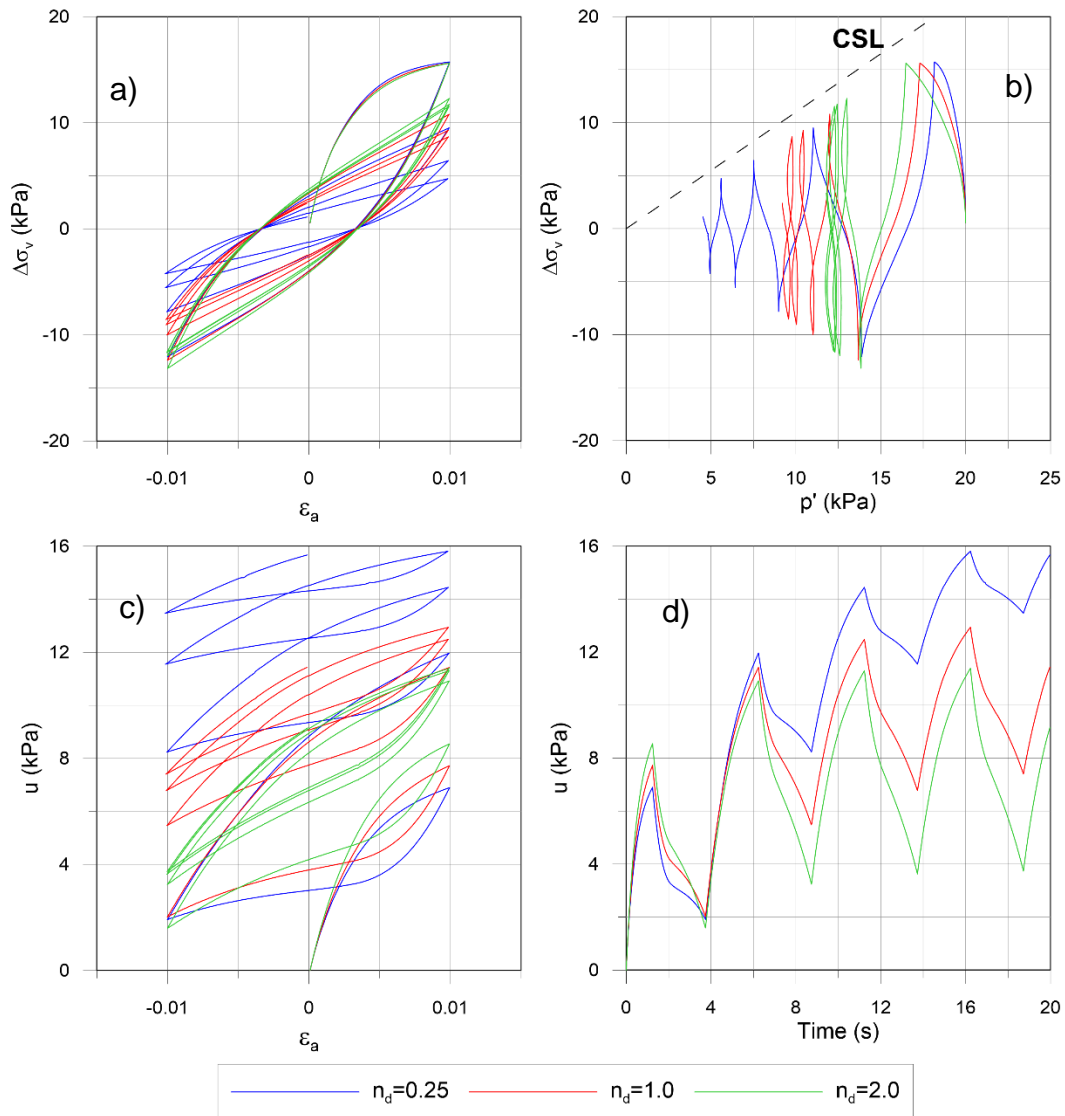 20
10
0
-10
-20
Δσv (kPa)
a)
-0.01 0 0.01
εa
20
10
0
-10
-20
Δσv (kPa)
CSL
b)
0 5 10 15 20 25
p' (kPa)
16
12
8
4
0
u (kPa)
c)
-0.01 0 0.01
εa
16
12
8
4
0
u (kPa)
d)
0 4 8 12 16 20
Time (s)
nd=0.25 nd=1.0 nd=2.0